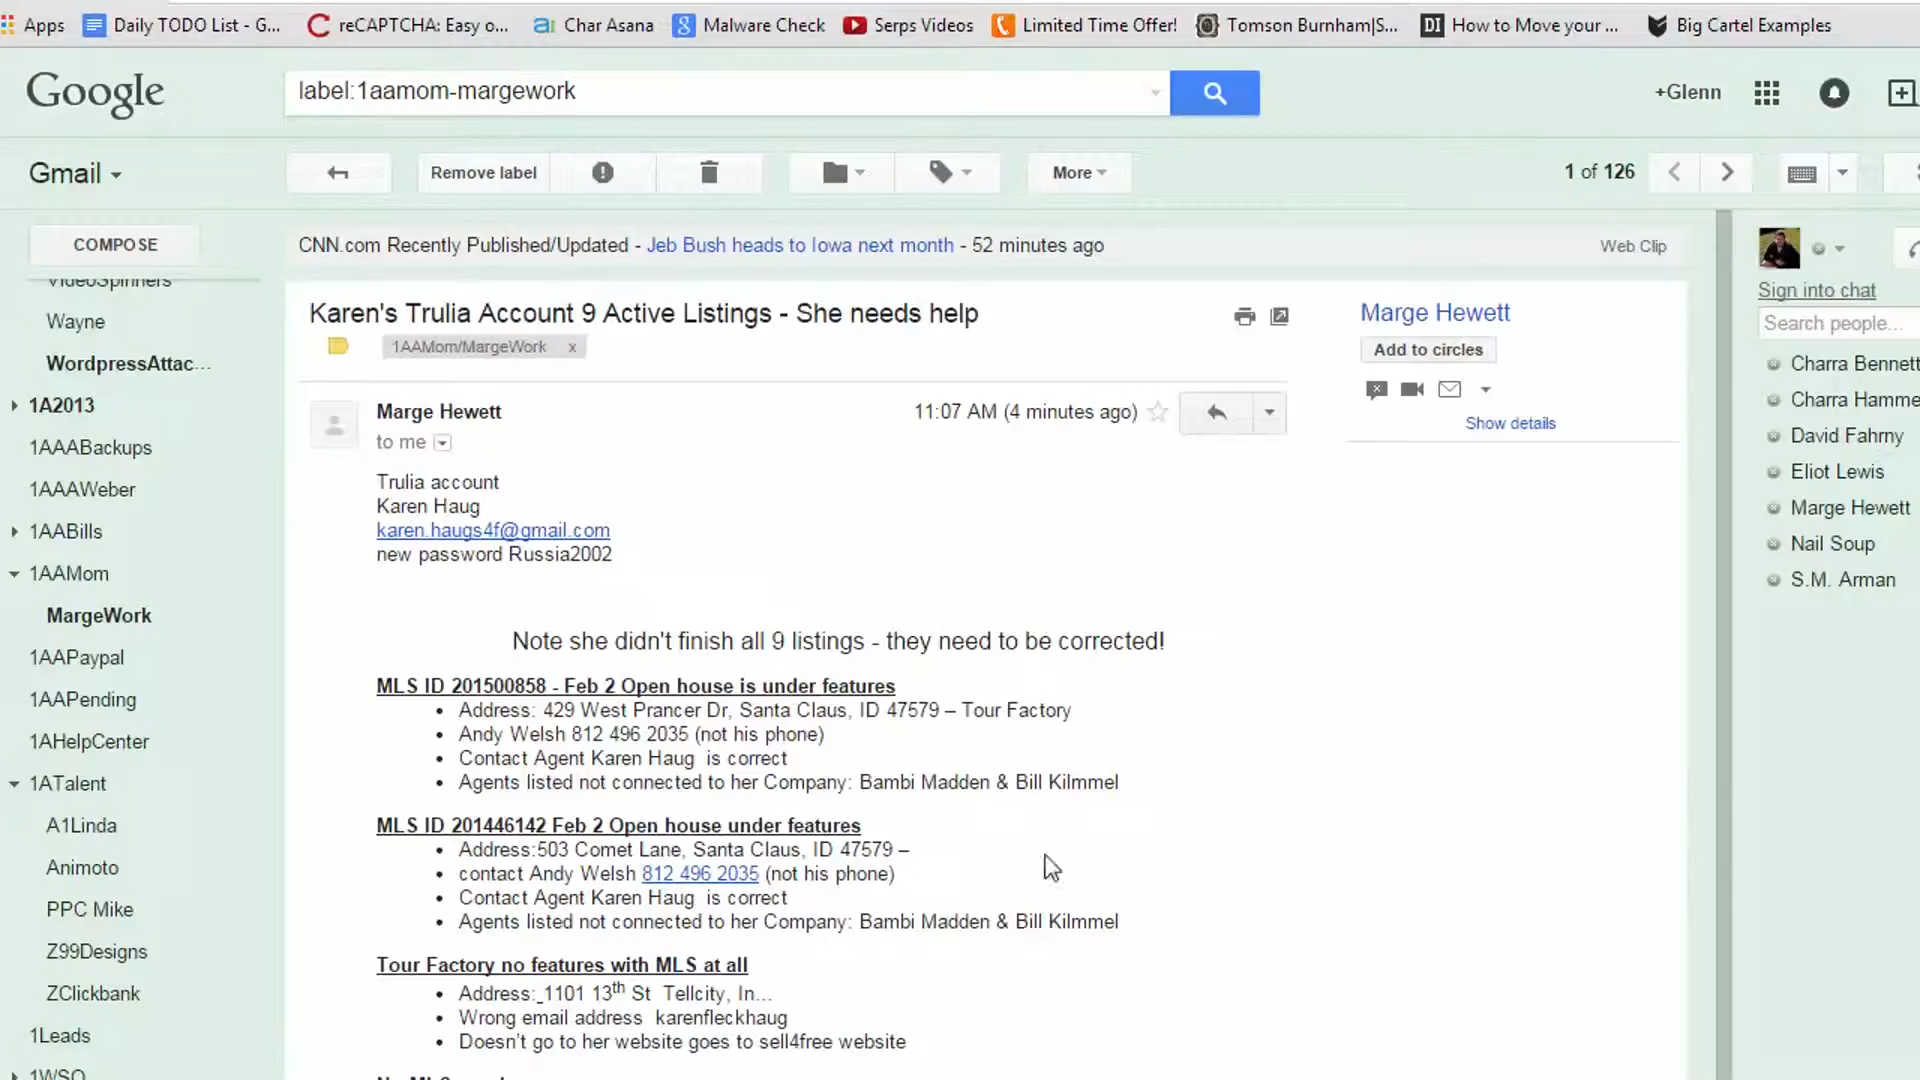 Apps Daily TODO List - G... reCAPTCHA: Easy o... Char Asana Malware Check Serps Videos Limited Time Offer! Tomson Burnham|S... How to Move your ... Big Cartel Examples
Google
label:1aamom-margework
+Glenn
Gmail
Remove label
More
1 of 126
COMPOSE
VideoSpinners
Wayne
WordpressAttac...
1A2013
1AAABackups
1AAAWeber
1AABills
1AAMom
MargeWork
1AAPaypal
1AAPending
1AHelpCenter
1ATalent
A1Linda
Animoto
PPC Mike
Z99Designs
ZClickbank
1Leads
1WSO
CNN.com Recently Published/Updated - Jeb Bush heads to Iowa next month - 52 minutes ago
Web Clip
Karen's Trulia Account 9 Active Listings - She needs help
1AAMom/MargeWork x
Marge Hewett
11:07 AM (4 minutes ago)
to me
Trulia account
Karen Haug
karen.haugs4f@gmail.com
new password Russia2002
Note she didn't finish all 9 listings - they need to be corrected!
MLS ID 201500858 - Feb 2 Open house is under features
• Address: 429 West Prancer Dr, Santa Claus, ID 47579 – Tour Factory
• Andy Welsh 812 496 2035 (not his phone)
• Contact Agent Karen Haug is correct
• Agents listed not connected to her Company: Bambi Madden & Bill Kilmmel
MLS ID 201446142 Feb 2 Open house under features
• Address:503 Comet Lane, Santa Claus, ID 47579 –
• contact Andy Welsh 812 496 2035 (not his phone)
• Contact Agent Karen Haug is correct
• Agents listed not connected to her Company: Bambi Madden & Bill Kilmmel
Tour Factory no features with MLS at all
• Address: 1101 13th St Tellcity, In...
• Wrong email address karenfleckhaug
• Doesn't go to her website goes to sell4free website
Marge Hewett
Add to circles
Show details
Sign into chat
Search people...
Charra Bennett
Charra Hamme
David Fahrny
Eliot Lewis
Marge Hewett
Nail Soup
S.M. Arman